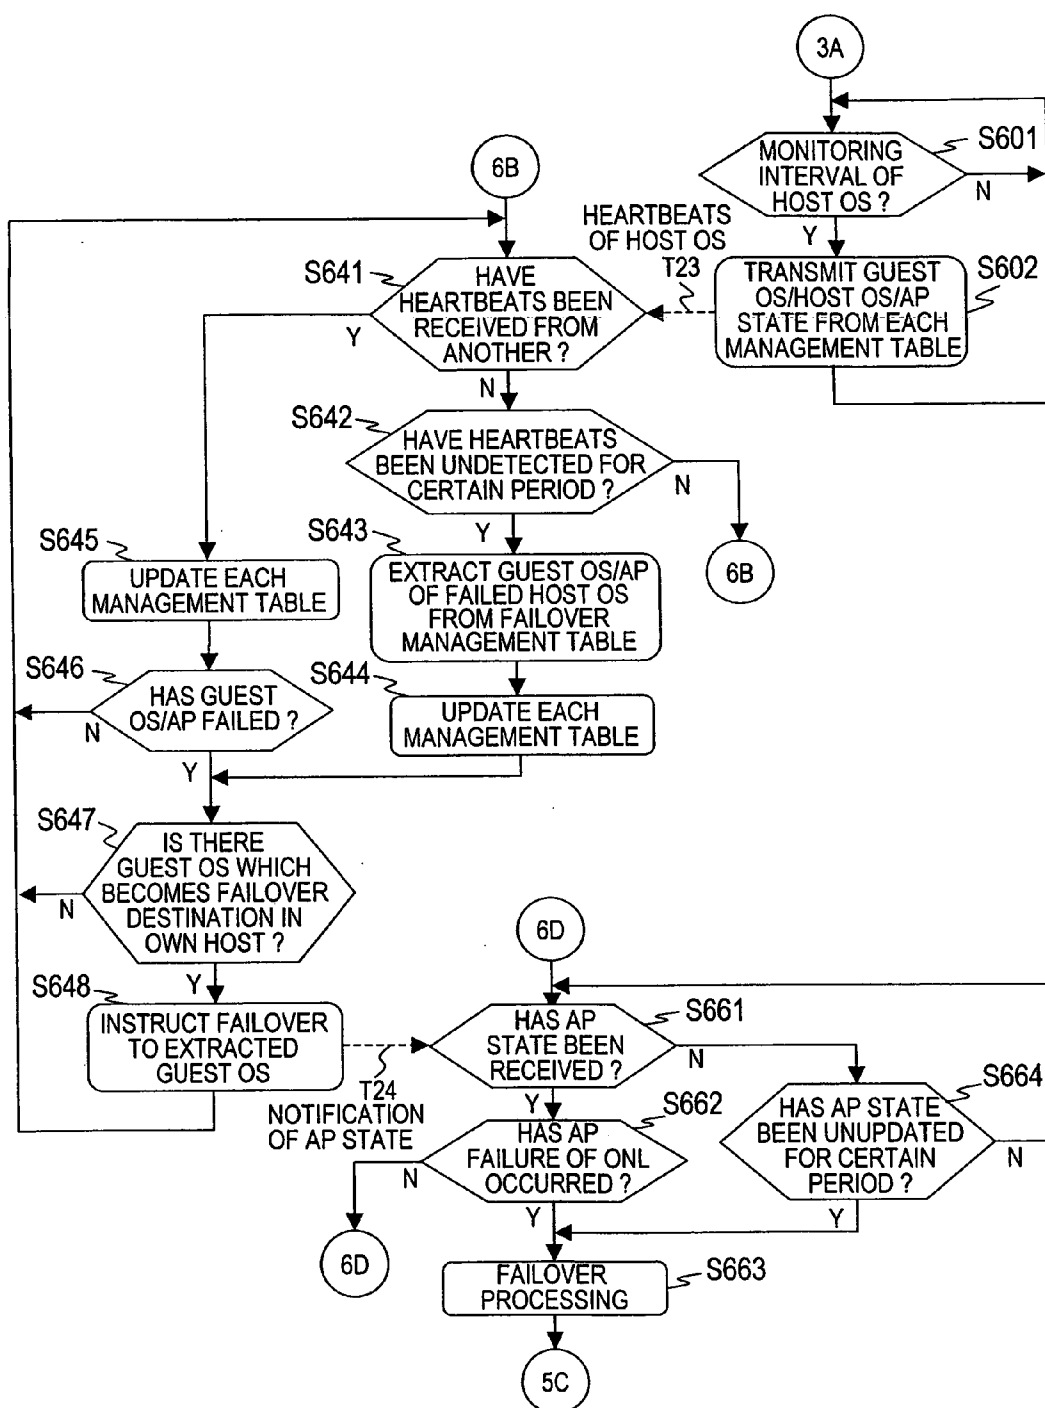 3A
S601
MONITORING
INTERVAL OF
HOST OS ?
N
Y
6B
HEARTBEATS
OF HOST OS
T23
S602
TRANSMIT GUEST
OS/HOST OS/AP
STATE FROM EACH
MANAGEMENT TABLE
S641
HAVE
HEARTBEATS BEEN
RECEIVED FROM
ANOTHER ?
Y
N
S642
HAVE HEARTBEATS
BEEN UNDETECTED FOR
CERTAIN PERIOD ?
N
Y
6B
S643
EXTRACT GUEST OS/AP
OF FAILED HOST OS
FROM FAILOVER
MANAGEMENT TABLE
S645
UPDATE EACH
MANAGEMENT TABLE
S644
UPDATE EACH
MANAGEMENT TABLE
S646
HAS GUEST
OS/AP FAILED ?
N
Y
S647
IS THERE
GUEST OS WHICH
BECOMES FAILOVER
DESTINATION IN
OWN HOST ?
N
Y
S648
INSTRUCT FAILOVER
TO EXTRACTED
GUEST OS
T24
NOTIFICATION
OF AP STATE
6D
S661
HAS AP
STATE BEEN
RECEIVED ?
N
Y
S662
HAS AP
FAILURE OF ONL
OCCURRED ?
N
Y
6D
S664
HAS AP STATE
BEEN UNUPDATED
FOR CERTAIN
PERIOD ?
N
Y
S663
FAILOVER
PROCESSING
5C